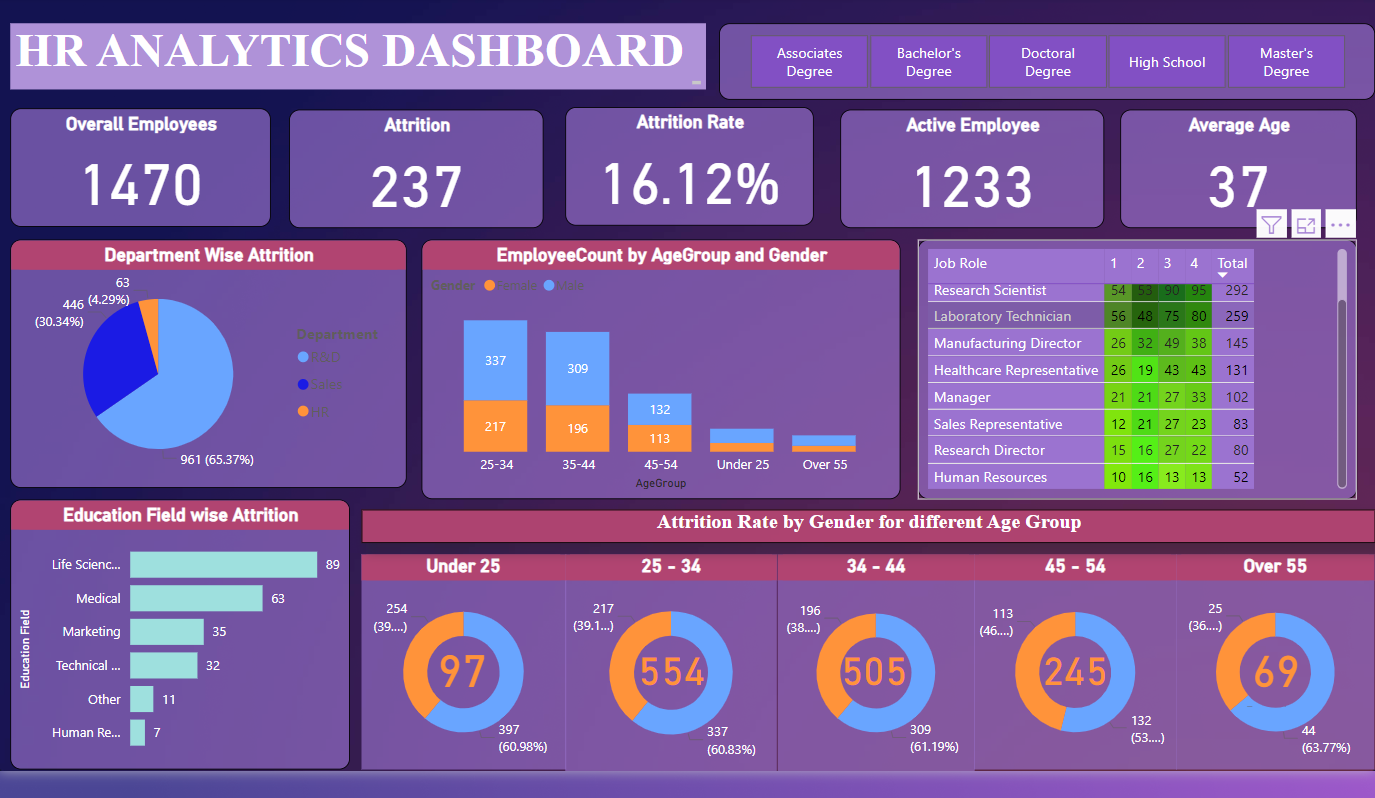 HR ANALYTICS DASHBOARD
Associates
Degree
Bachelor's
Degree
Doctoral
Degree
High School
Master's
Degree
Overall Employees
1470
Attrition
237
Attrition Rate
16.12%
Active Employee
1233
Average Age
37
Department Wise Attrition
63
(4.29%)
446
(30.34%)
961 (65.37%)
Department
R&D
Sales
HR
EmployeeCount by AgeGroup and Gender
Gender Female Male
337
309
132
217
196
113
25-34 35-44 45-54 Under 25 Over 55
AgeGroup
Job Role 1 2 3 4 Total
Research Scientist 54 53 90 95 292
Laboratory Technician 56 48 75 80 259
Manufacturing Director 26 32 49 38 145
Healthcare Representative 26 19 43 43 131
Manager 21 21 27 33 102
Sales Representative 12 21 27 23 83
Research Director 15 16 27 22 80
Human Resources 10 16 13 13 52
Education Field wise Attrition
Education Field
Life Scienc... 89
Medical 63
Marketing 35
Technical ... 32
Other 11
Human Re... 7
Attrition Rate by Gender for different Age Group
Under 25
254
(39....)
97
397
(60.98%)
25 - 34
217
(39.1...)
554
337
(60.83%)
34 - 44
196
(38....)
505
309
(61.19%)
45 - 54
113
(46....)
245
132
(53....)
Over 55
25
(36....)
69
44
(63.77%)